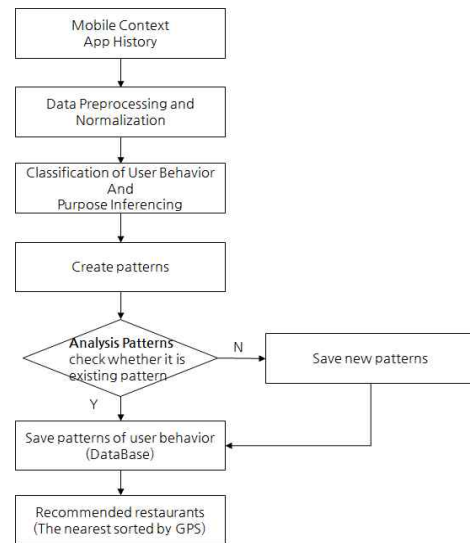 Mobile Context
App History
Data Preprocessing and
Normalization
Classification of User Behavior
And
Purpose Inferencing
Create patterns
Analysis Patterns
check whether it is
existing pattern
N
Save new patterns
Y
Save patterns of user behavior
(DataBase)
Recommended restaurants
(The nearest sorted by GPS)